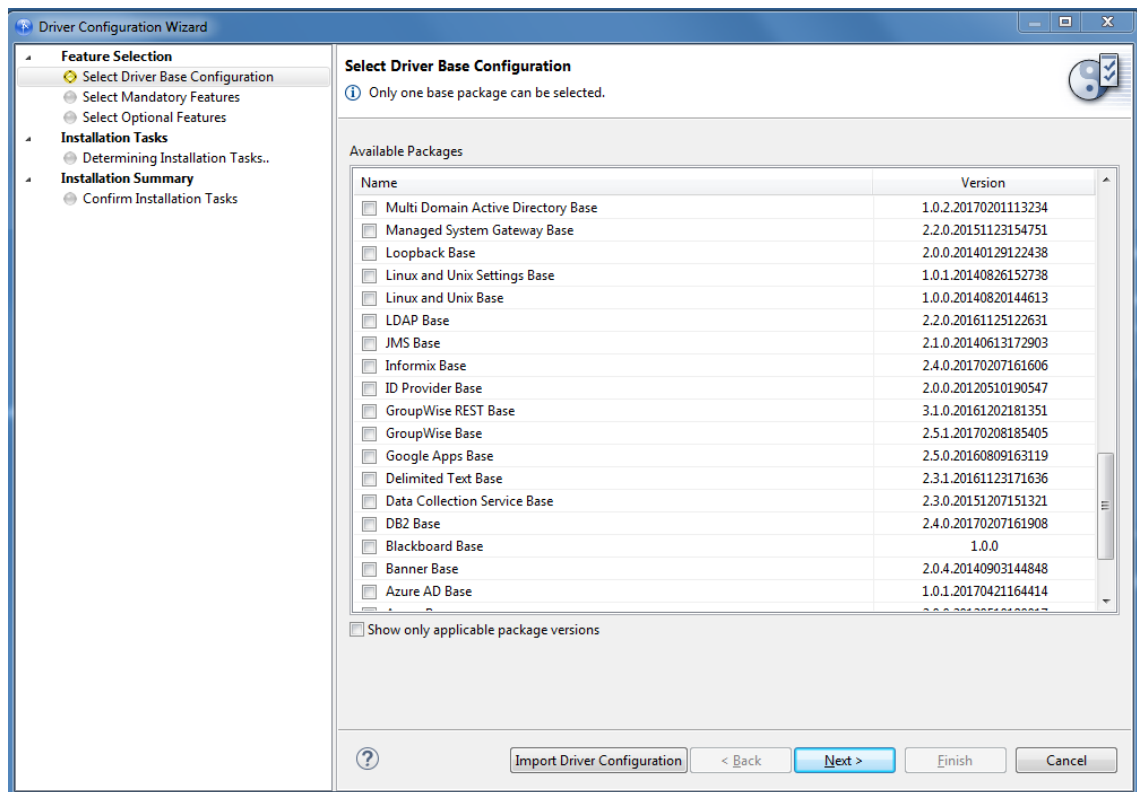 Driver Configuration Wizard
Feature Selection
Select Driver Base Configuration
Select Mandatory Features
Select Optional Features
Installation Tasks
Determining Installation Tasks..
Installation Summary
Confirm Installation Tasks
Select Driver Base Configuration
Only one base package can be selected.
Available Packages
Name Version
Multi Domain Active Directory Base 1.0.2.20170201113234
Managed System Gateway Base 2.2.0.20151123154751
Loopback Base 2.0.0.20140129122438
Linux and Unix Settings Base 1.0.1.20140826152738
Linux and Unix Base 1.0.0.20140820144613
LDAP Base 2.2.0.20161125122631
JMS Base 2.1.0.20140613172903
Informix Base 2.4.0.20170207161606
ID Provider Base 2.0.0.20120510190547
GroupWise REST Base 3.1.0.20161202181351
GroupWise Base 2.5.1.20170208185405
Google Apps Base 2.5.0.20160809163119
Delimited Text Base 2.3.1.20161123171636
Data Collection Service Base 2.3.0.20151207151321
DB2 Base 2.4.0.20170207161908
Blackboard Base 1.0.0
Banner Base 2.0.4.20140903144848
Azure AD Base 1.0.1.20170421164414
Show only applicable package versions
Import Driver Configuration < Back Next > Finish Cancel